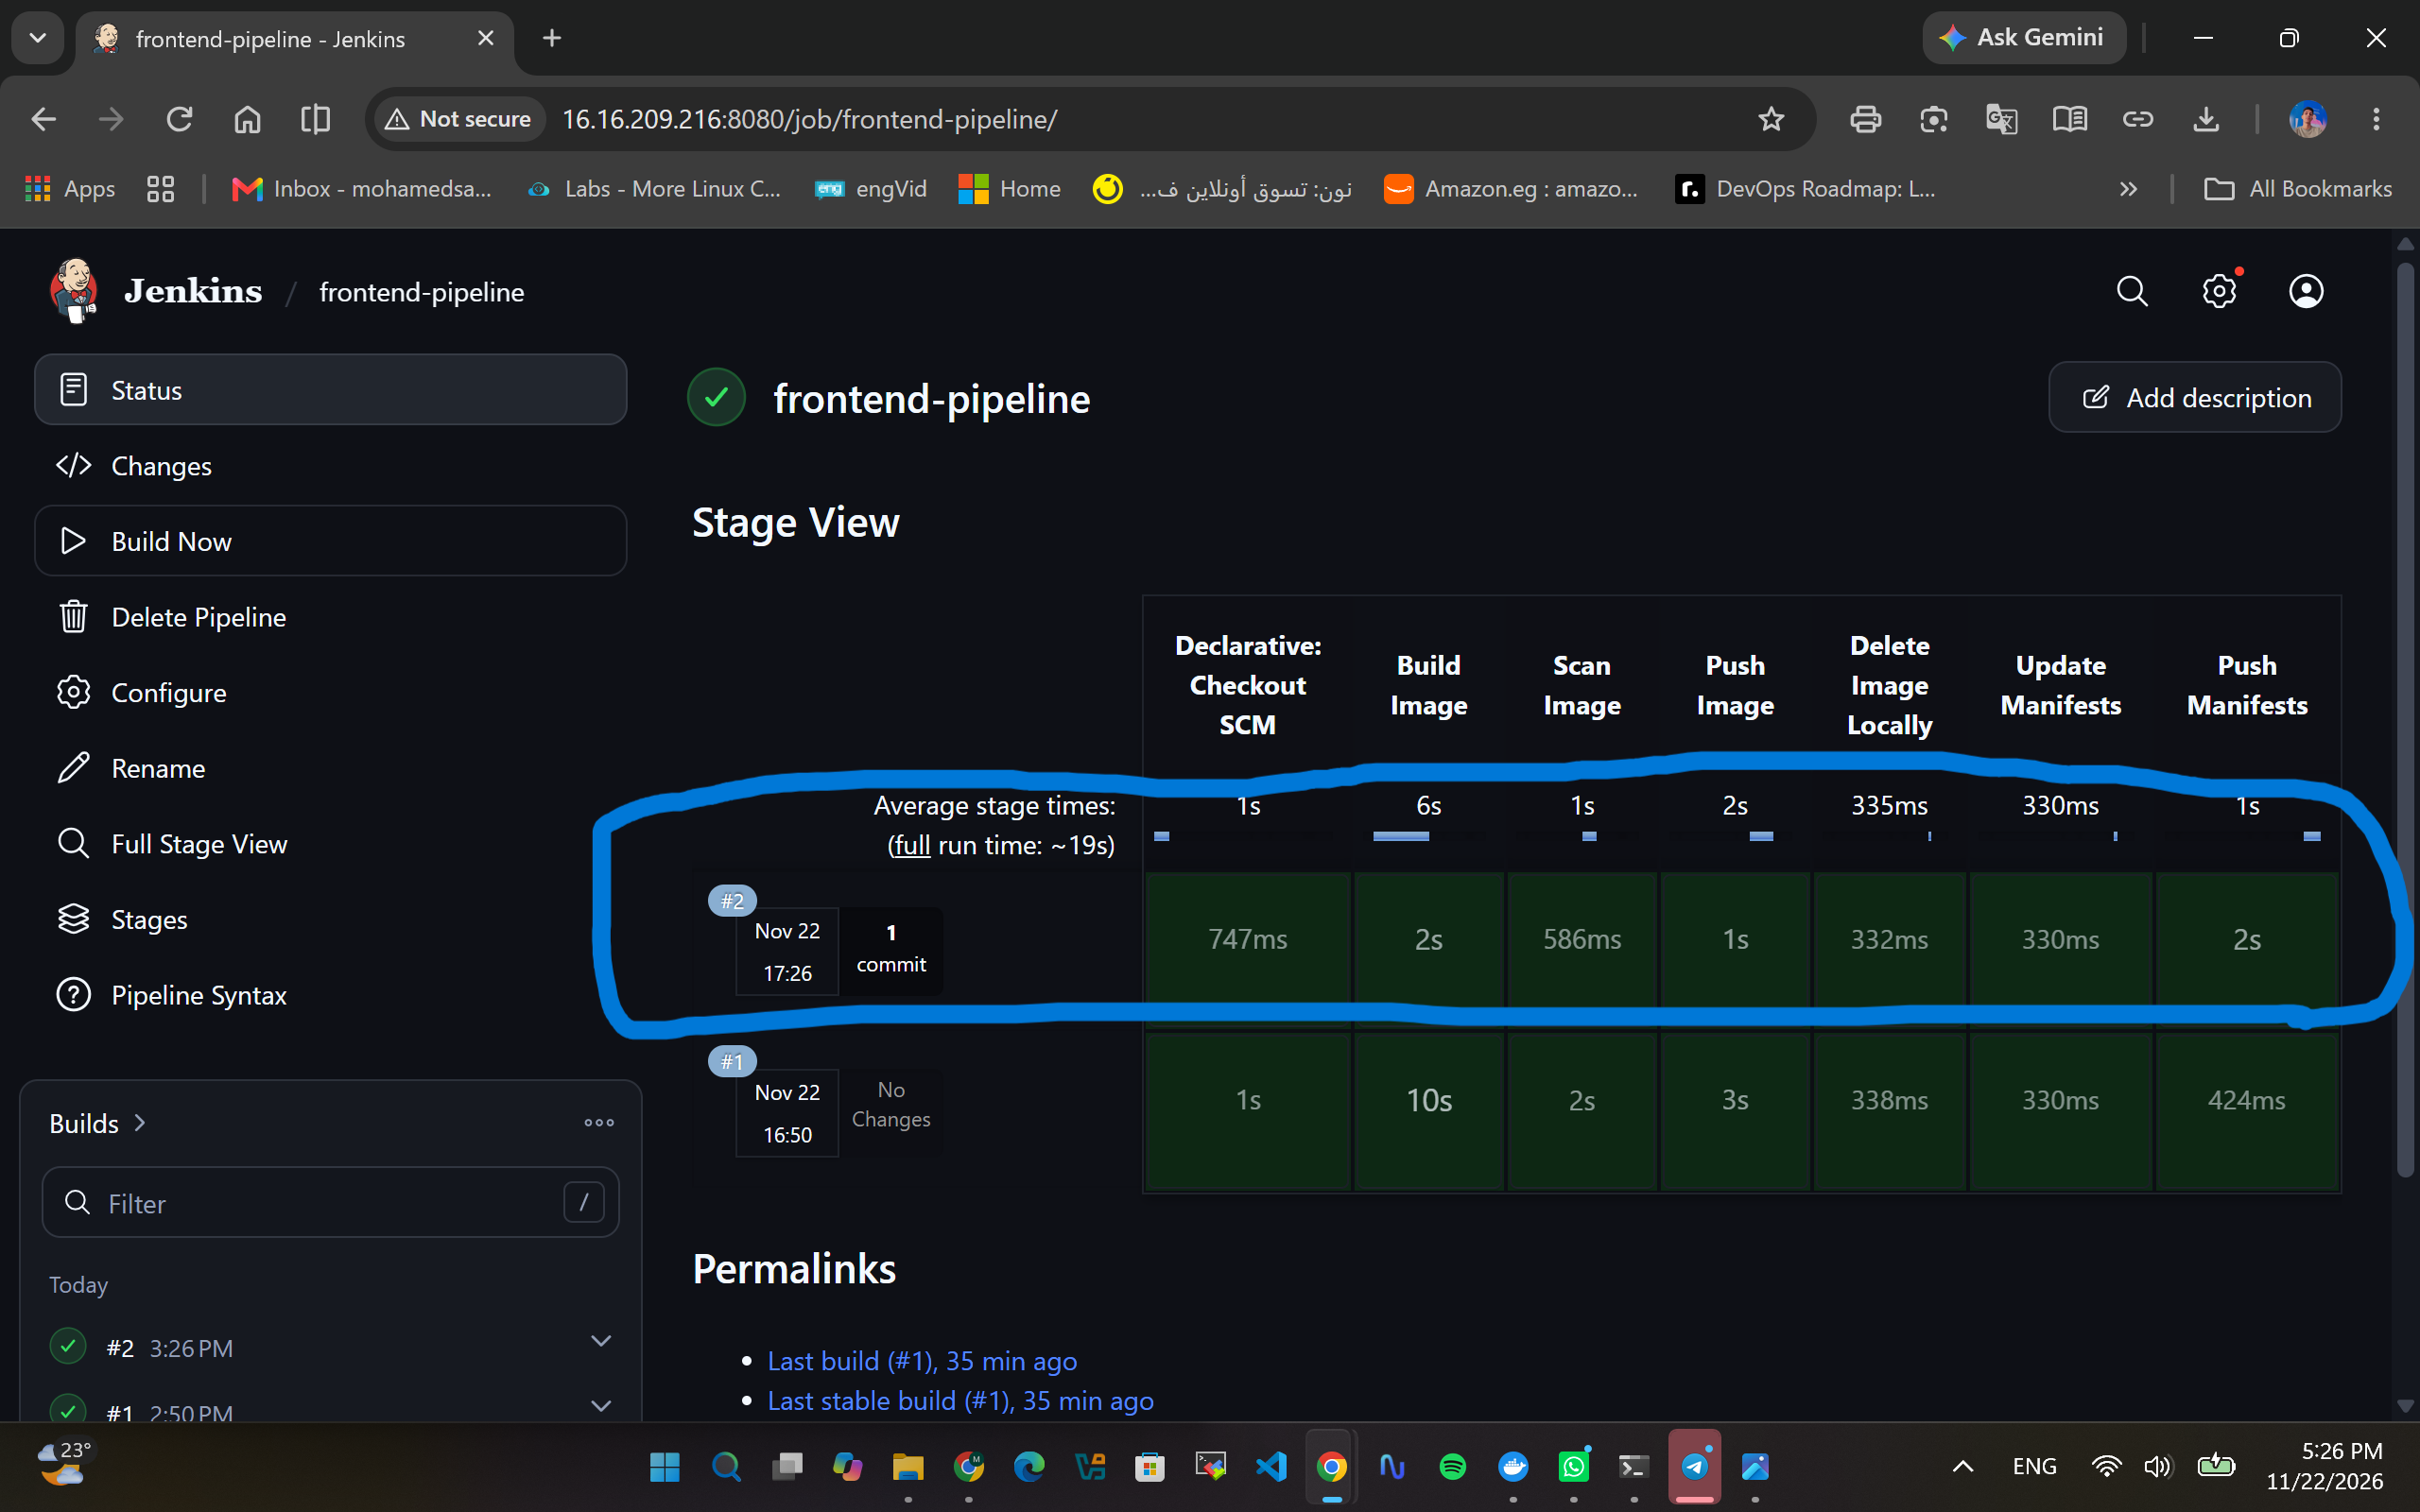 frontend-pipeline - Jenkins
Ask Gemini
Not secure
16.16.209.216:8080/job/frontend-pipeline/
Apps
Inbox - mohamedsa...
Labs - More Linux C...
engVid
Home
نون: تسوق أونلاين ف...
Amazon.eg : amazo...
DevOps Roadmap: L...
All Bookmarks
Jenkins / frontend-pipeline
Status
Changes
Build Now
Delete Pipeline
Configure
Rename
Full Stage View
Stages
Pipeline Syntax
Builds
Filter
/
Today
#2 3:26 PM
#1 2:50 PM
frontend-pipeline
Add description
Stage View
Declarative: Checkout SCM
Build Image
Scan Image
Push Image
Delete Image Locally
Update Manifests
Push Manifests
Average stage times:
(full run time: ~19s)
1s 6s 1s 2s 335ms 330ms 1s
#2
Nov 22
17:26
1
commit
747ms 2s 586ms 1s 332ms 330ms 2s
#1
Nov 22
16:50
No
Changes
1s 10s 2s 3s 338ms 330ms 424ms
Permalinks
Last build (#1), 35 min ago
Last stable build (#1), 35 min ago
23°
ENG
5:26 PM
11/22/2026